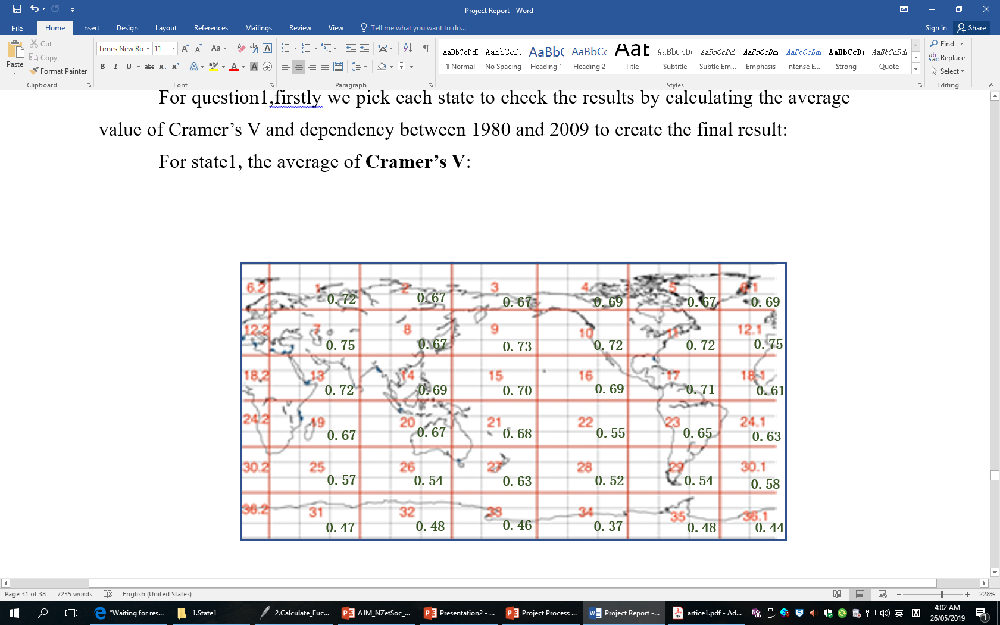 Project Report - Word
File Home Insert Design Layout References Mailings Review View Tell me what you want to do... Sign in Share
Paste
Cut
Copy
Format Painter
Clipboard
Times New Ro 11
Font
Paragraph
AaBbCcDdI AaBbCcDc AaBbC AaBbCc Aab AaBbCcDc AaBbCcDd AaBbCcDd AaBbCcDd AaBbCcDc AaBbCcDd
¶ Normal No Spacing Heading 1 Heading 2 Title Subtitle Subtle Em... Emphasis Intense E... Strong Quote
Styles
Find
Replace
Select
Editing
For question1,firstly we pick each state to check the results by calculating the average
value of Cramer’s V and dependency between 1980 and 2009 to create the final result:
For state1, the average of Cramer’s V:
6.2 1 2 3 4 5 6.1
0.72 0.67 0.67 0.69 0.67 0.69
12.2 7 8 9 10 11 12.1
0.75 0.67 0.73 0.72 0.72 0.75
18.2 13 14 15 16 17 18.1
0.72 0.69 0.70 0.69 0.71 0.61
24.2 19 20 21 22 23 24.1
0.67 0.67 0.68 0.55 0.65 0.63
30.2 25 26 27 28 29 30.1
0.57 0.54 0.63 0.52 0.54 0.58
36.2 31 32 33 34 35 36.1
0.47 0.48 0.46 0.37 0.48 0.44
Page 31 of 38 7235 words English (United States) 228%
“Waiting for res... 1.State1 2.Calculate_Euc... AJM_NZetSoc_... Presentation2 - ... Project Process ... Project Report -... artice1.pdf - Ad... 英 M 4:02 AM
26/05/2019 1